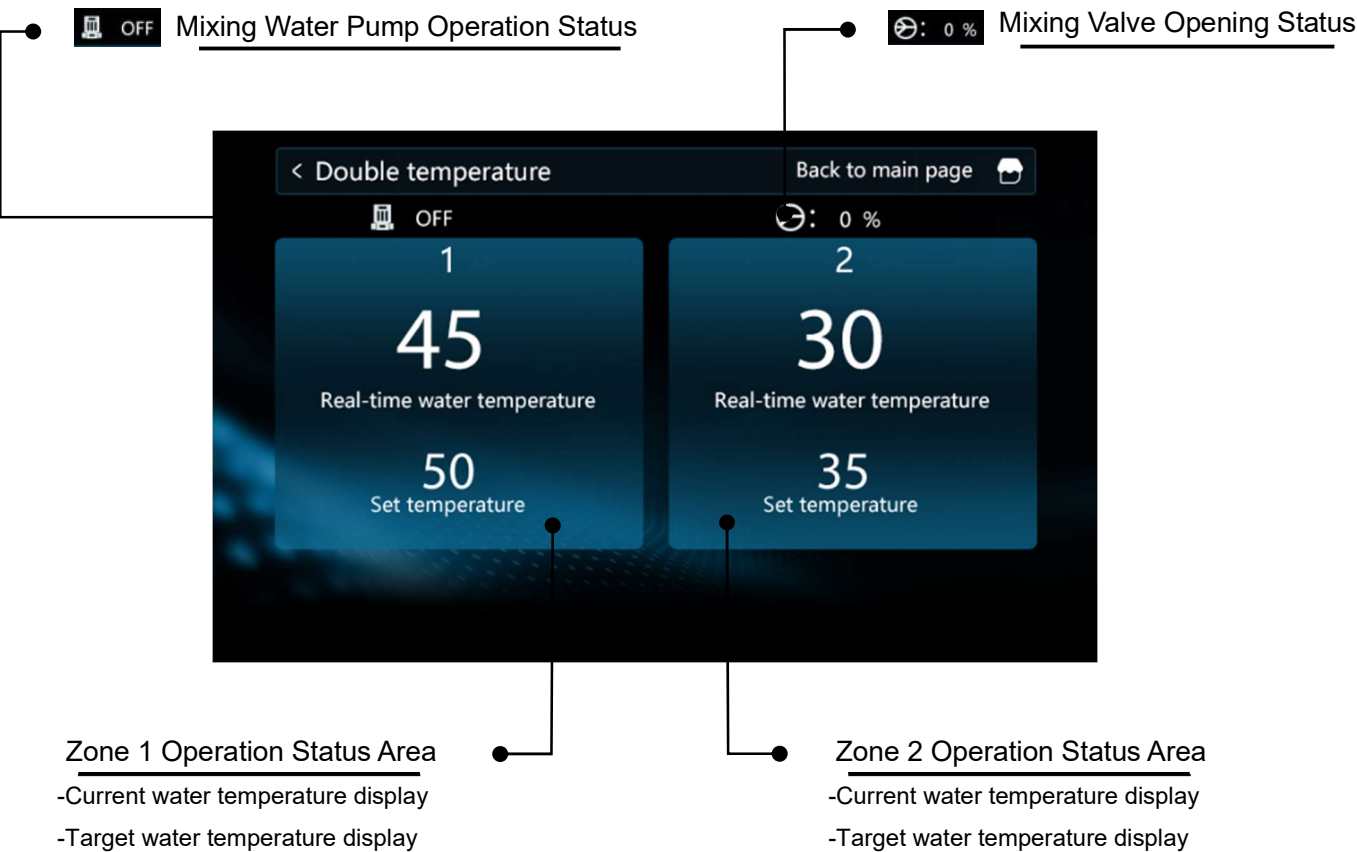 OFF Mixing Water Pump Operation Status
: 0 % Mixing Valve Opening Status
< Double temperature Back to main page
OFF : 0 %
1
45
Real-time water temperature
50
Set temperature
2
30
Real-time water temperature
35
Set temperature
Zone 1 Operation Status Area
-Current water temperature display
-Target water temperature display
Zone 2 Operation Status Area
-Current water temperature display
-Target water temperature display